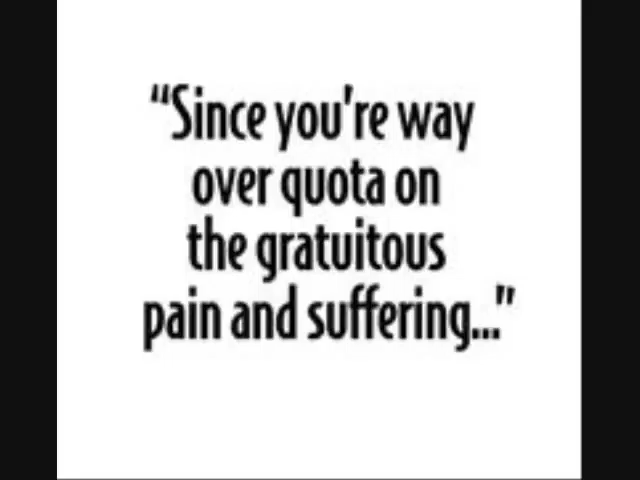 “Since you're way
over quota on
the gratuitous
pain and suffering..."